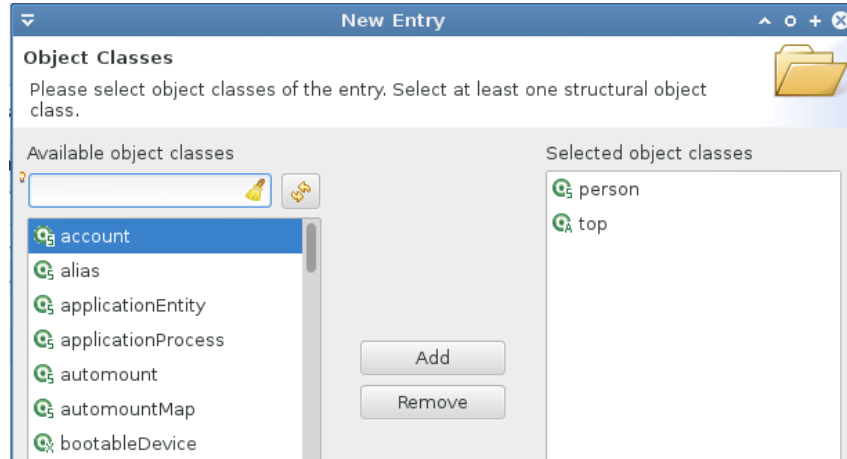 New Entry
Object Classes
Please select object classes of the entry. Select at least one structural object
class.
Available object classes
Selected object classes
account
alias
applicationEntity
applicationProcess
automount
automountMap
bootableDevice
Add
Remove
person
top